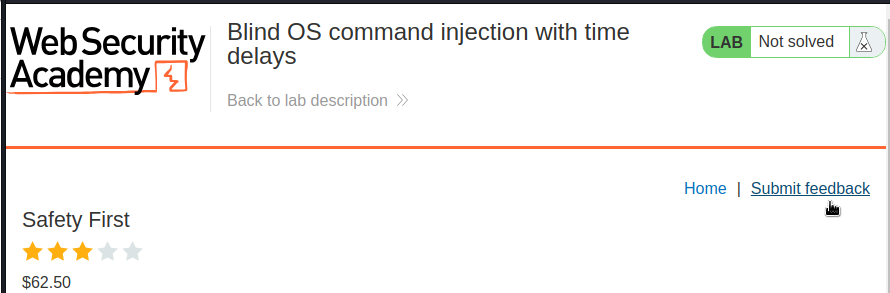 Web Security
Academy
Blind OS command injection with time
delays
LAB Not solved
Back to lab description
Home | Submit feedback
Safety First
$62.50